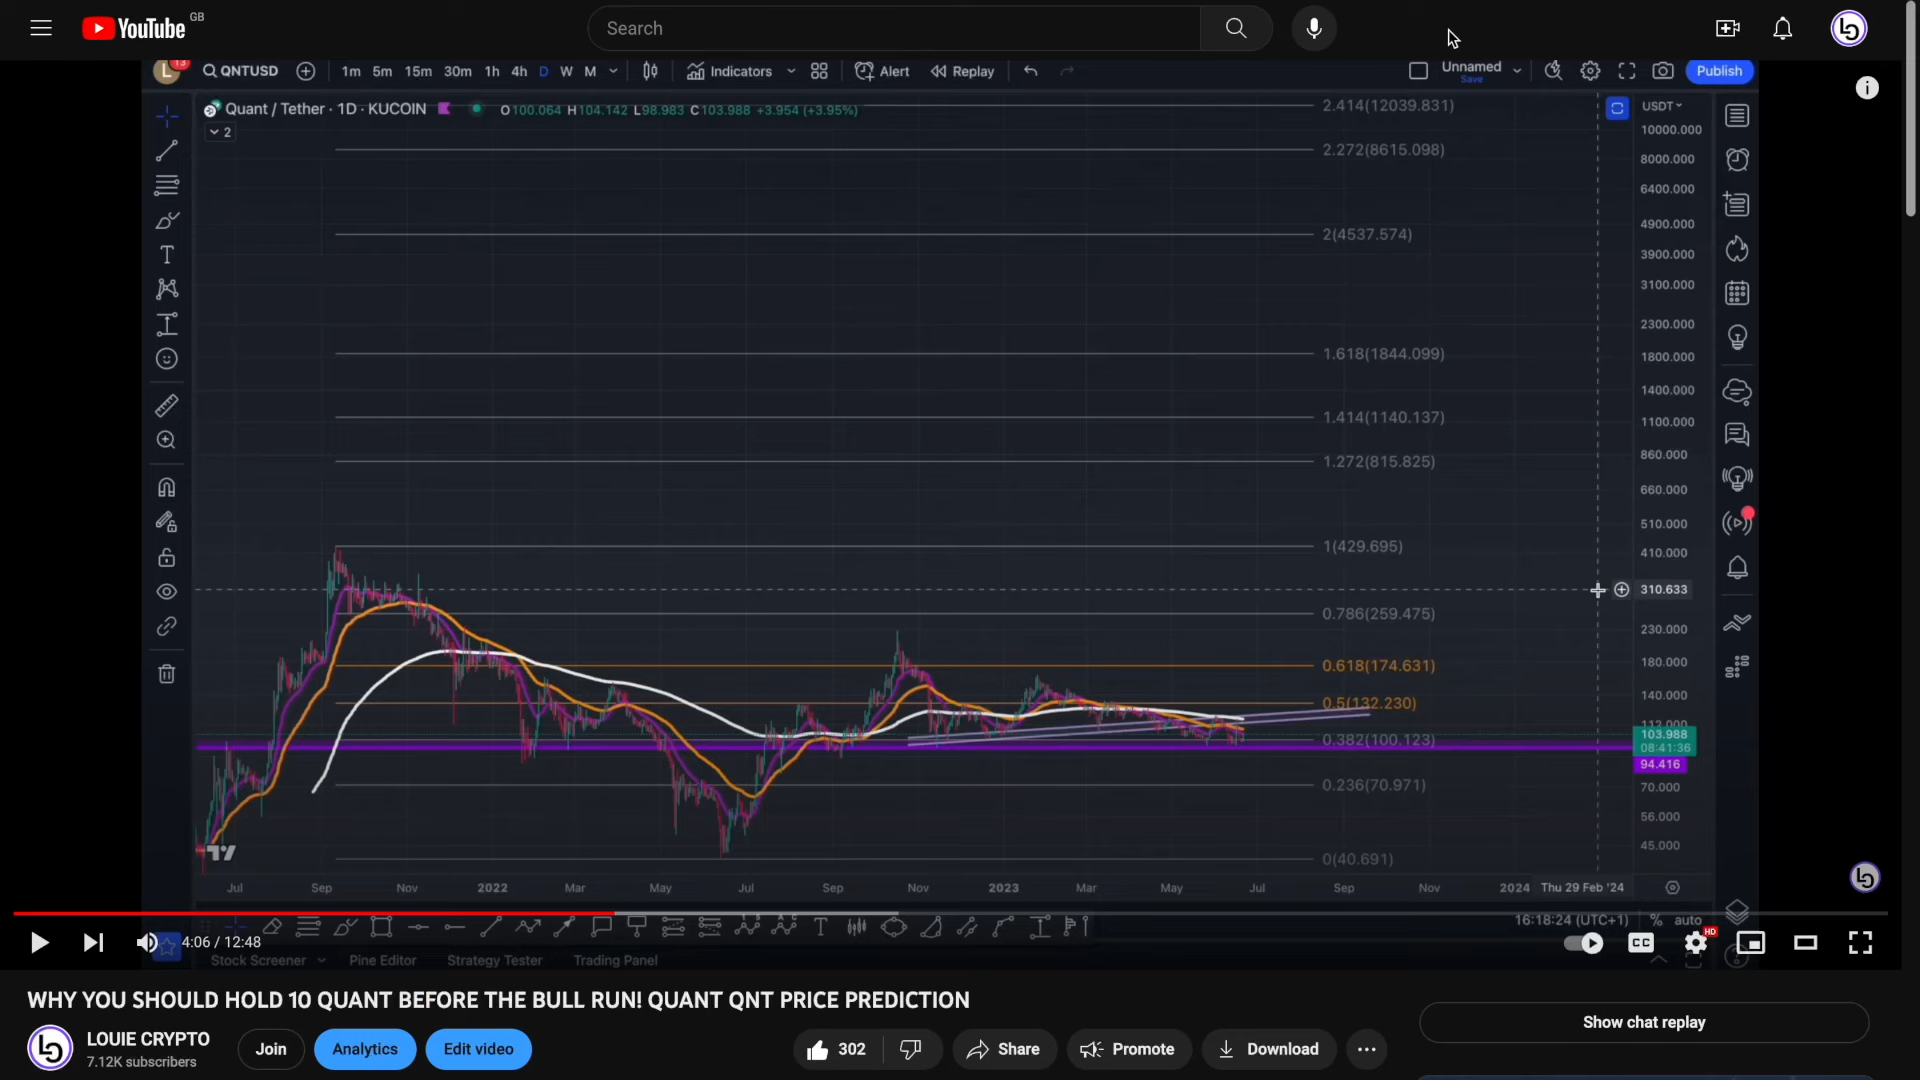 YouTube GB
Search
13
L
QNTUSD 1m 5m 15m 30m 1h 4h D W M Indicators Alert Replay Unnamed Save Publish
Quant / Tether · 1D · KUCOIN O100.064 H104.142 L98.983 C103.988 +3.954 (+3.95%)
2
USDT
2.414(12039.831)
10000.000
2.272(8615.098)
8000.000
6400.000
4900.000
2(4537.574)
3900.000
3100.000
2300.000
1.618(1844.099)
1800.000
1400.000
1.414(1140.137)
1100.000
860.000
1.272(815.825)
660.000
510.000
1(429.695)
410.000
310.633
0.786(259.475)
230.000
0.618(174.631)
180.000
140.000
0.5(132.230)
113.000
103.988
0.382(100.123)
08:41:36
94.416
0.236(70.971)
70.000
56.000
45.000
0(40.691)
Jul Sep Nov 2022 Mar May Jul Sep Nov 2023 Mar May Jul Sep Nov 2024 Thu 29 Feb '24
16:18:24 (UTC+1) % auto
4:06 / 12:48
CC HD
Stock Screener Pine Editor Strategy Tester Trading Panel
WHY YOU SHOULD HOLD 10 QUANT BEFORE THE BULL RUN! QUANT QNT PRICE PREDICTION
LOUIE CRYPTO
7.12K subscribers
Join Analytics Edit video 302 Share Promote Download
Show chat replay